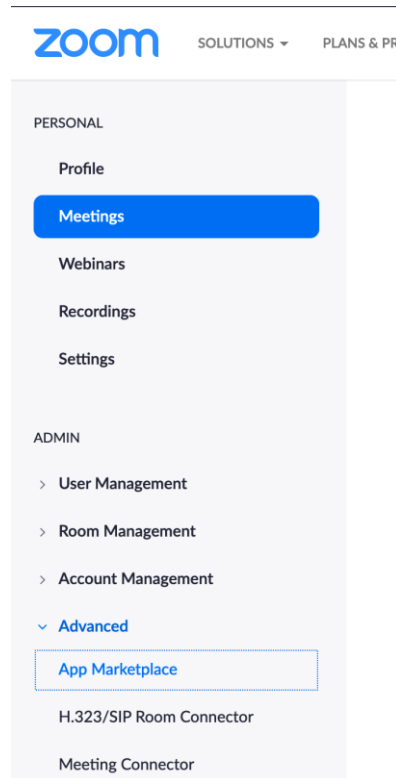 zoom SOLUTIONS PLANS & PR
PERSONAL
Profile
Meetings
Webinars
Recordings
Settings
ADMIN
User Management
Room Management
Account Management
Advanced
App Marketplace
H.323/SIP Room Connector
Meeting Connector